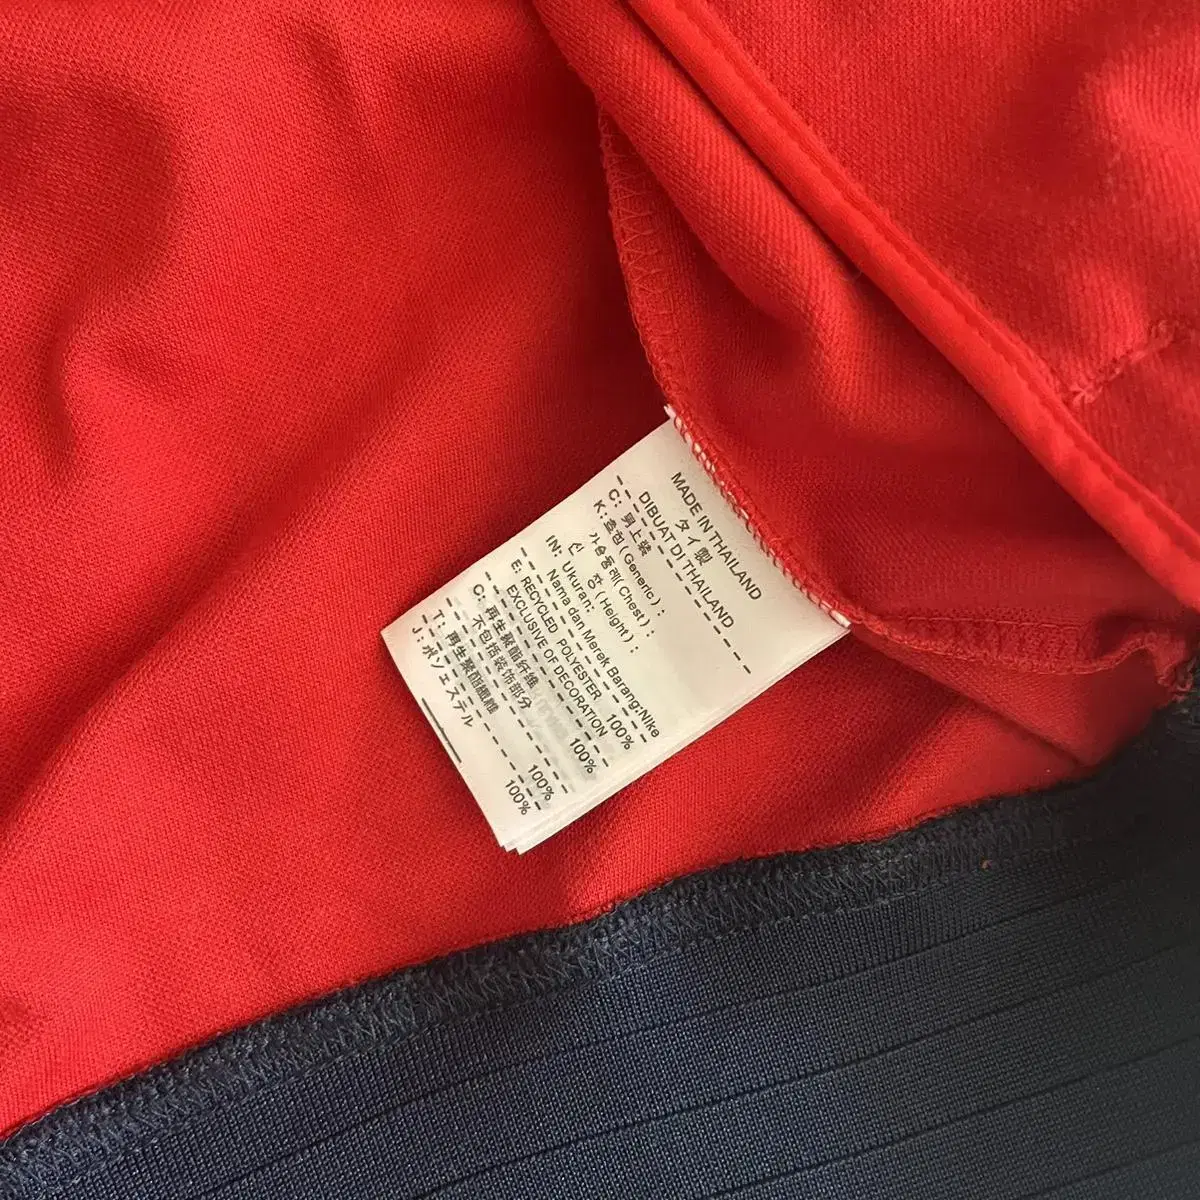 MADE IN THAILAND
タイ製
DIBUAT DI THAILAND
C: 男上装
K: 호칭(Generic):
가슴둘레(Chest):
신 장(Height):
IN: Ukuran:
Nama dan Merek Barang:Nike
E: RECYCLED POLYESTER 100%
EXCLUSIVE OF DECORATION
C: 再生聚酯纤维 100%
不包括装饰部分
T: 再生聚酯纖維 100%
J: ポリエステル 100%